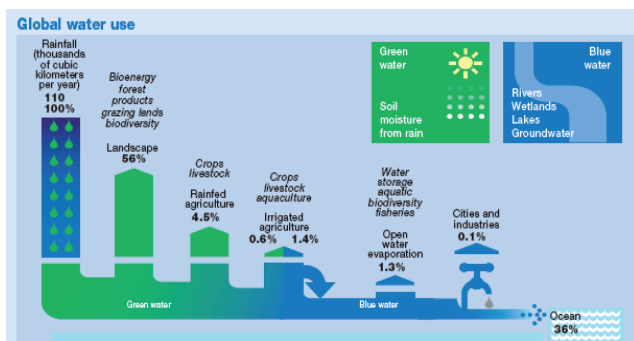 Global water use
Rainfall
(thousands
of cubic
kilometers
per year)
110
100%
Bioenergy
forest
products
grazing lands
biodiversity
Landscape
56%
Crops
livestock
Rainfed
agriculture
4.5%
Crops
livestock
aquaculture
Irrigated
agriculture
0.6% 1.4%
Water
storage
aquatic
biodiversity
fisheries
Open
water
evaporation
1.3%
Cities and
industries
0.1%
Green
water
Soil
moisture
from rain
Blue
water
Rivers
Wetlands
Lakes
Groundwater
Green water
Blue water
Ocean
36%